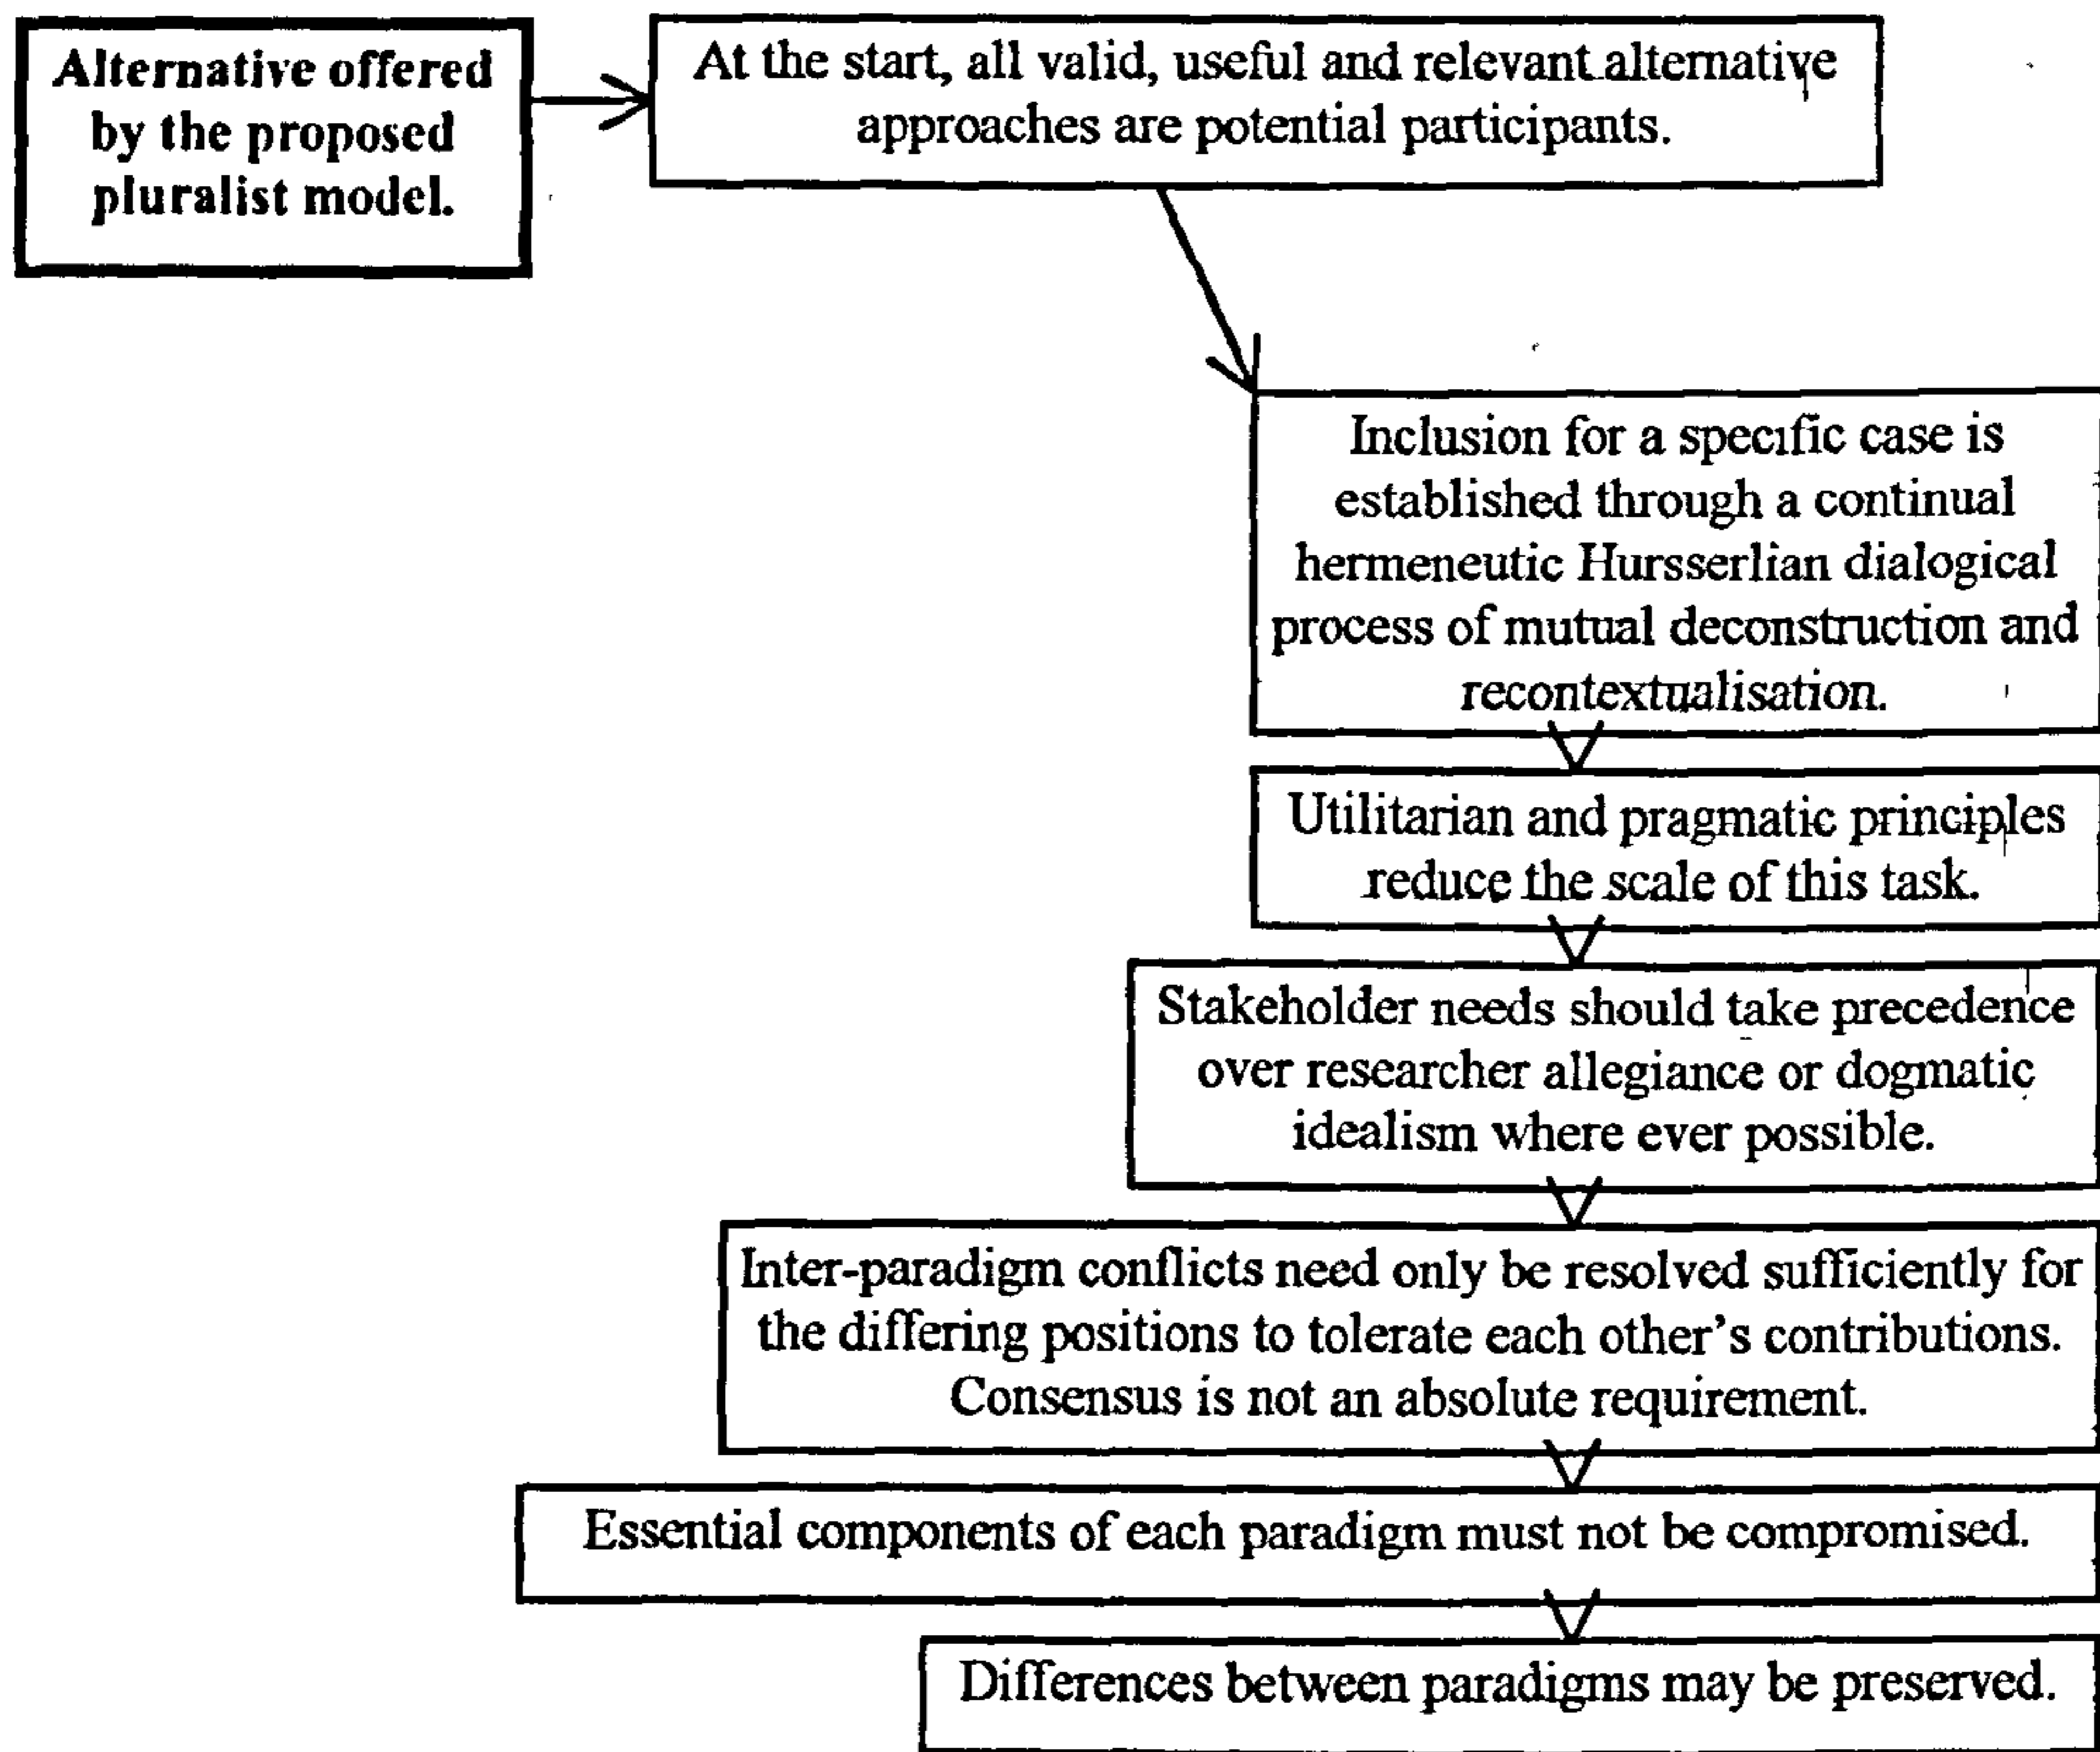 Alternative offered
by the proposed
pluralist model.
At the start, all valid, useful and relevant alternative
approaches are potential participants.
Inclusion for a specific case is
established through a continual
hermeneutic Hursserlian dialogical
process of mutual deconstruction and
recontextualisation.
Utilitarian and pragmatic principles
reduce the scale of this task.
Stakeholder needs should take precedence
over researcher allegiance or dogmatic
idealism where ever possible.
Inter-paradigm conflicts need only be resolved sufficiently for
the differing positions to tolerate each other's contributions.
Consensus is not an absolute requirement.
Essential components of each paradigm must not be compromised.
Differences between paradigms may be preserved.